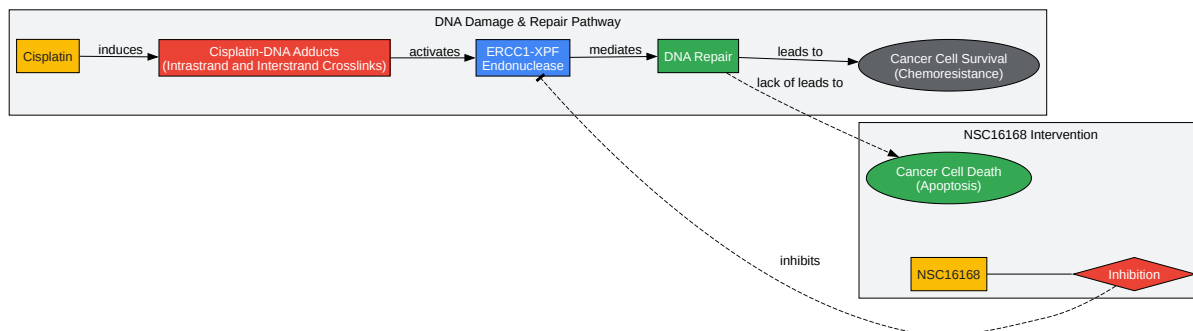 DNA Damage & Repair Pathway
Cisplatin
induces
Cisplatin-DNA Adducts
(Intrastrand and Interstrand Crosslinks)
activates
ERCC1-XPF
Endonuclease
mediates
DNA Repair
leads to
Cancer Cell Survival
(Chemoresistance)
lack of leads to
NSC16168 Intervention
Cancer Cell Death
(Apoptosis)
inhibits
NSC16168
Inhibition